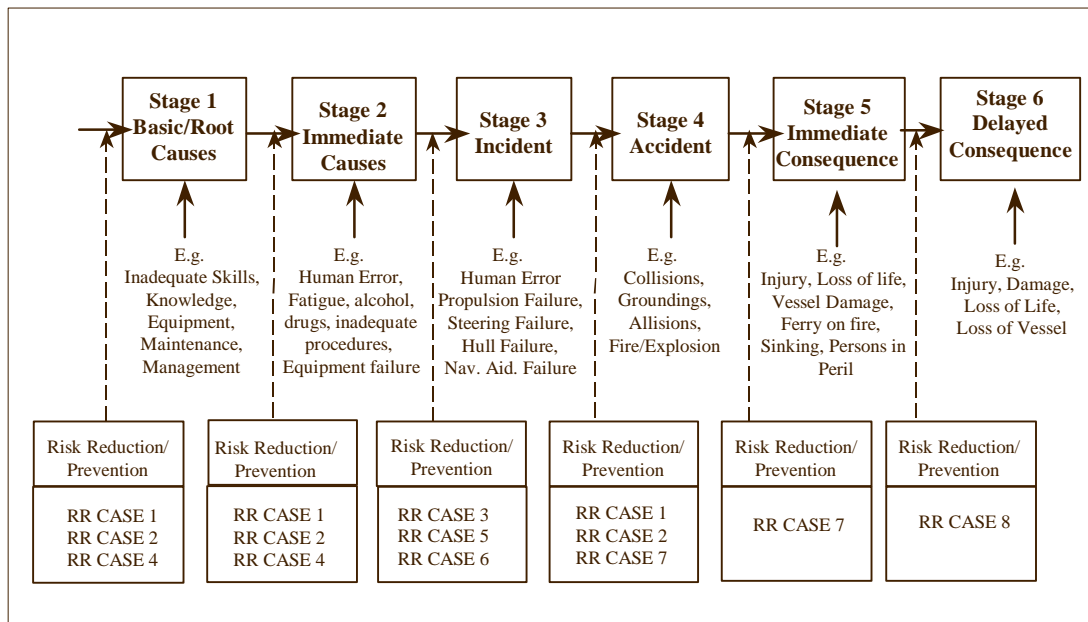 Stage 1
Basic/Root
Causes
Stage 2
Immediate
Causes
Stage 3
Incident
Stage 4
Accident
Stage 5
Immediate
Consequence
Stage 6
Delayed
Consequence
E.g.
Inadequate Skills,
Knowledge,
Equipment,
Maintenance,
Management
E.g.
Human Error,
Fatigue, alcohol,
drugs, inadequate
procedures,
Equipment failure
E.g.
Human Error
Propulsion Failure,
Steering Failure,
Hull Failure,
Nav. Aid. Failure
E.g.
Collisions,
Groundings,
Allisions,
Fire/Explosion
E.g.
Injury, Loss of life,
Vessel Damage,
Ferry on fire,
Sinking, Persons in
Peril
E.g.
Injury, Damage,
Loss of Life,
Loss of Vessel
Risk Reduction/
Prevention
RR CASE 1
RR CASE 2
RR CASE 4
Risk Reduction/
Prevention
RR CASE 1
RR CASE 2
RR CASE 4
Risk Reduction/
Prevention
RR CASE 3
RR CASE 5
RR CASE 6
Risk Reduction/
Prevention
RR CASE 1
RR CASE 2
RR CASE 7
Risk Reduction/
Prevention
RR CASE 7
Risk Reduction/
Prevention
RR CASE 8